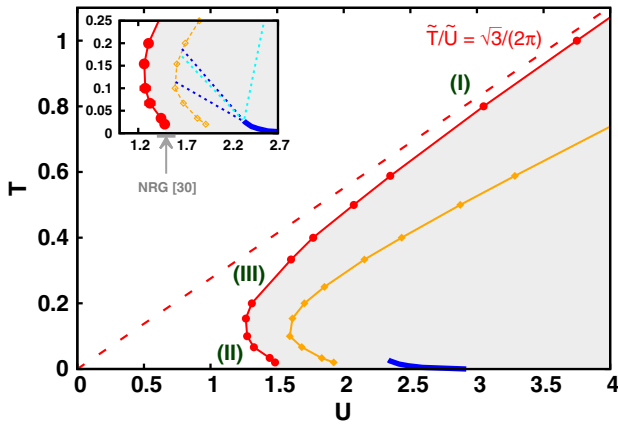 T̃/Ũ = √3/(2π)
(I)
(II)
(III)
NRG [30]
T
U
0
0.2
0.4
0.6
0.8
1
0 0.5 1 1.5 2 2.5 3 3.5 4
0.25
0.2
0.15
0.1
0.05
0
1.2 1.7 2.2 2.7